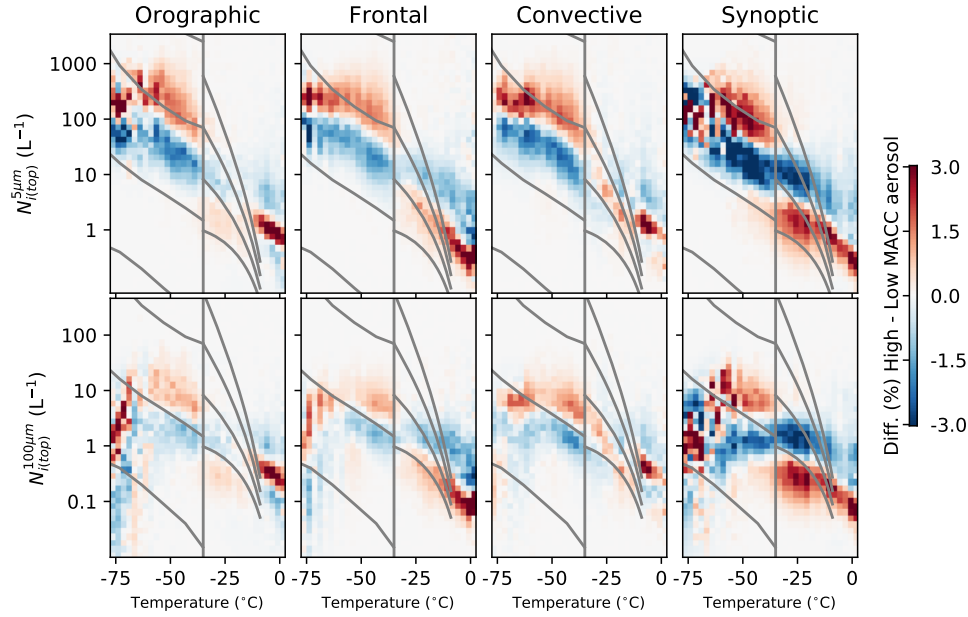 Orographic Frontal Convective Synoptic
1000
100
10
1
N_{i(top)}^{5μm} (L⁻¹)
100
10
1
0.1
N_{i(top)}^{100μm} (L⁻¹)
-75 -50 -25 0 -75 -50 -25 0 -75 -50 -25 0 -75 -50 -25 0
Temperature (°C) Temperature (°C) Temperature (°C) Temperature (°C)
3.0
1.5
0.0
-1.5
-3.0
Diff. (%) High - Low MACC aerosol